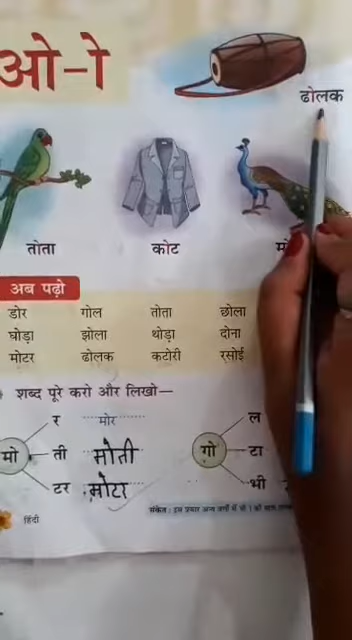 ओ-ो
ढोलक
तोता
कोट
अब पढ़ो
डोर गोल तोता छोला
घोड़ा झोला थोड़ा दोना
मोटर ढोलक कटोरी रसोई
शब्द पूरे करो और लिखो—
र मोर ल
मो ती मोती गो टा
टर मोटर भी
हिंदी